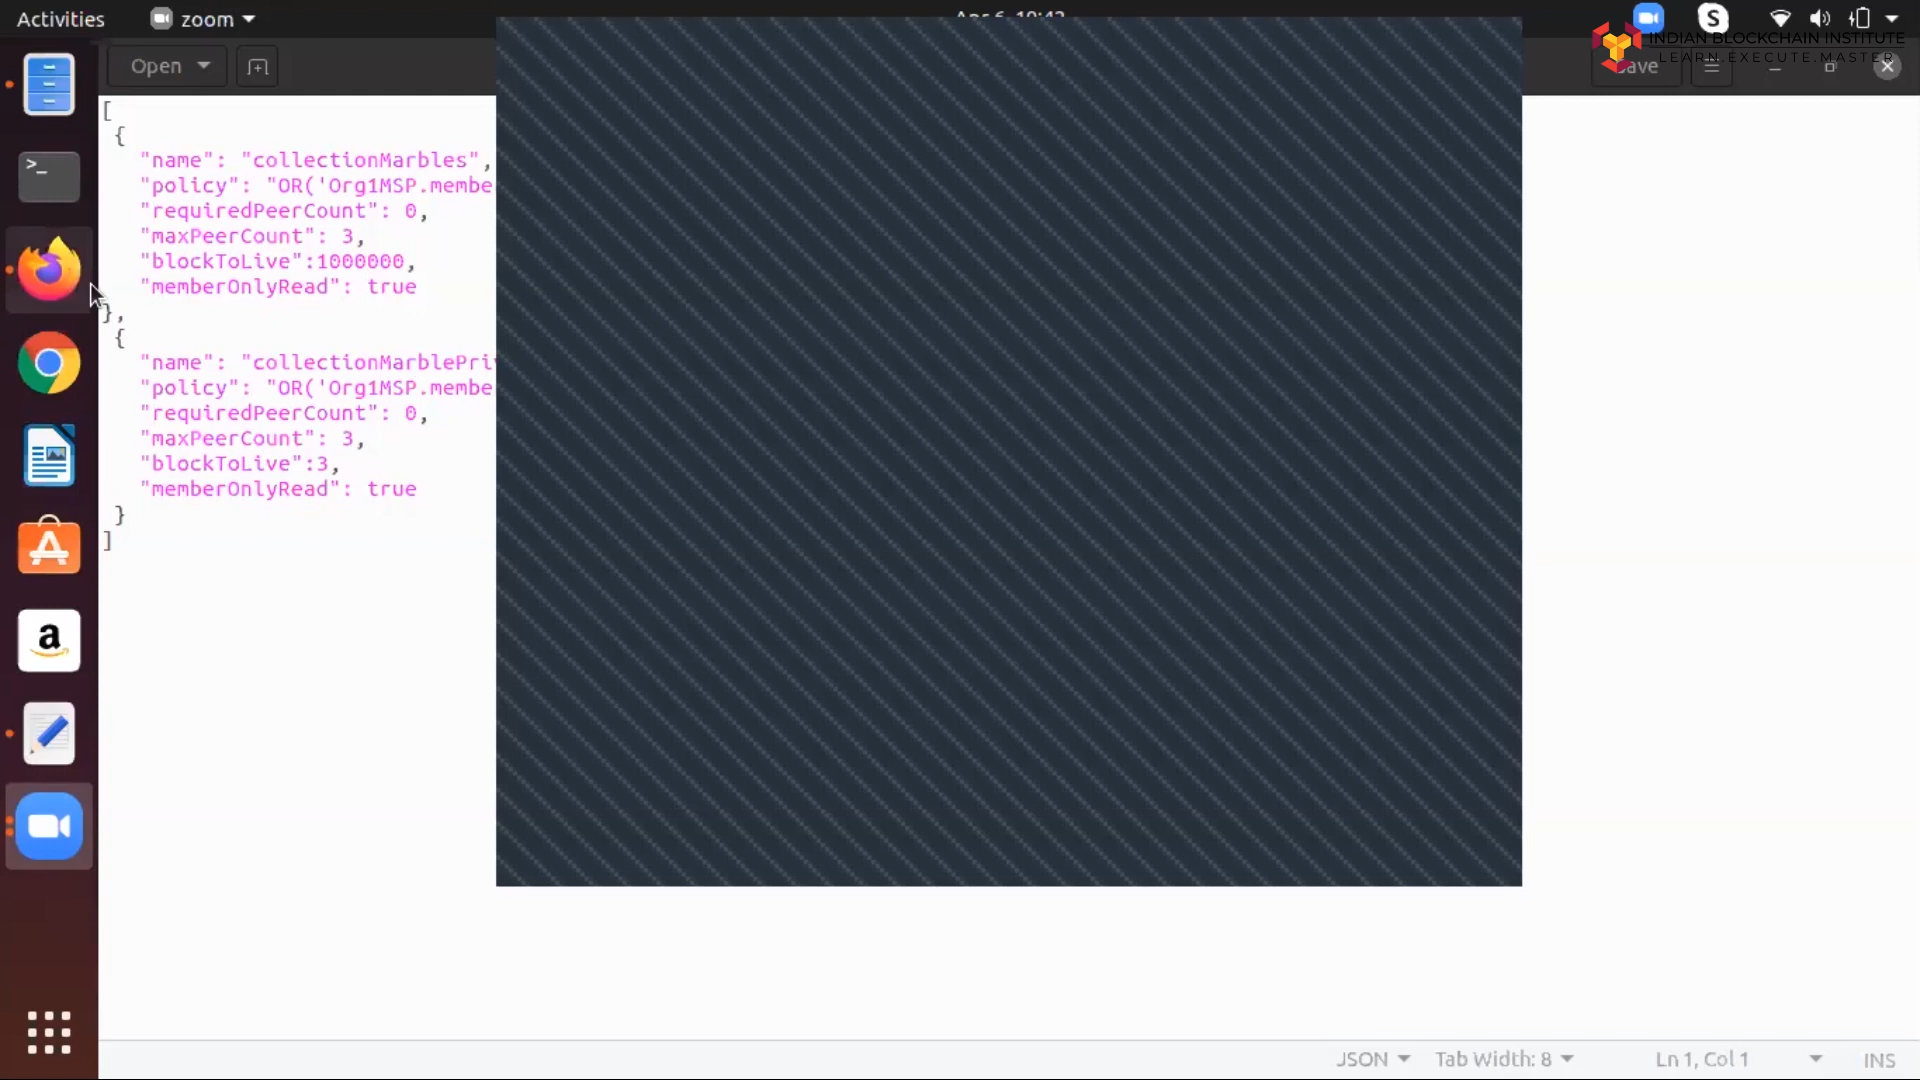 Activities zoom
INDIAN BLOCKCHAIN INSTITUTE
LEARN.EXECUTE.MASTER
Open
[
{
"name": "collectionMarbles",
"policy": "OR('Org1MSP.membe
"requiredPeerCount": 0,
"maxPeerCount": 3,
"blockToLive":1000000,
"memberOnlyRead": true
},
{
"name": "collectionMarblePri
"policy": "OR('Org1MSP.membe
"requiredPeerCount": 0,
"maxPeerCount": 3,
"blockToLive":3,
"memberOnlyRead": true
}
]
JSON Tab Width: 8 Ln 1, Col 1 INS